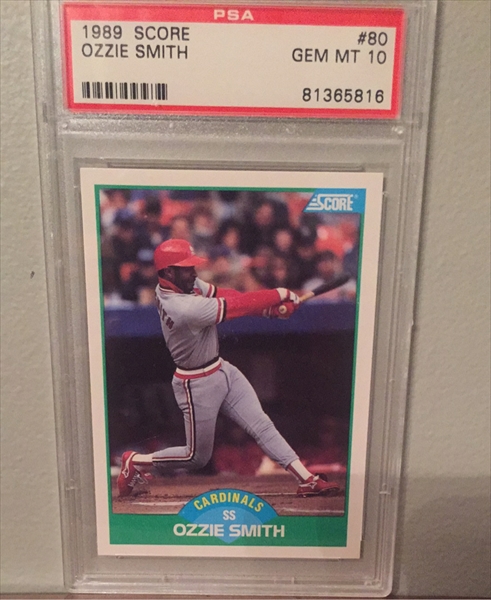 PSA
1989 SCORE #80
OZZIE SMITH GEM MT 10
81365816
SCORE
CARDINALS
SS
OZZIE SMITH